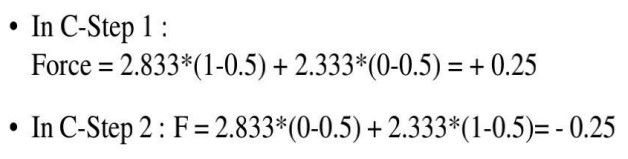 • In C-Step 1 :
Force = 2.833*(1-0.5) + 2.333*(0-0.5) = + 0.25
• In C-Step 2 : F = 2.833*(0-0.5) + 2.333*(1-0.5)= - 0.25